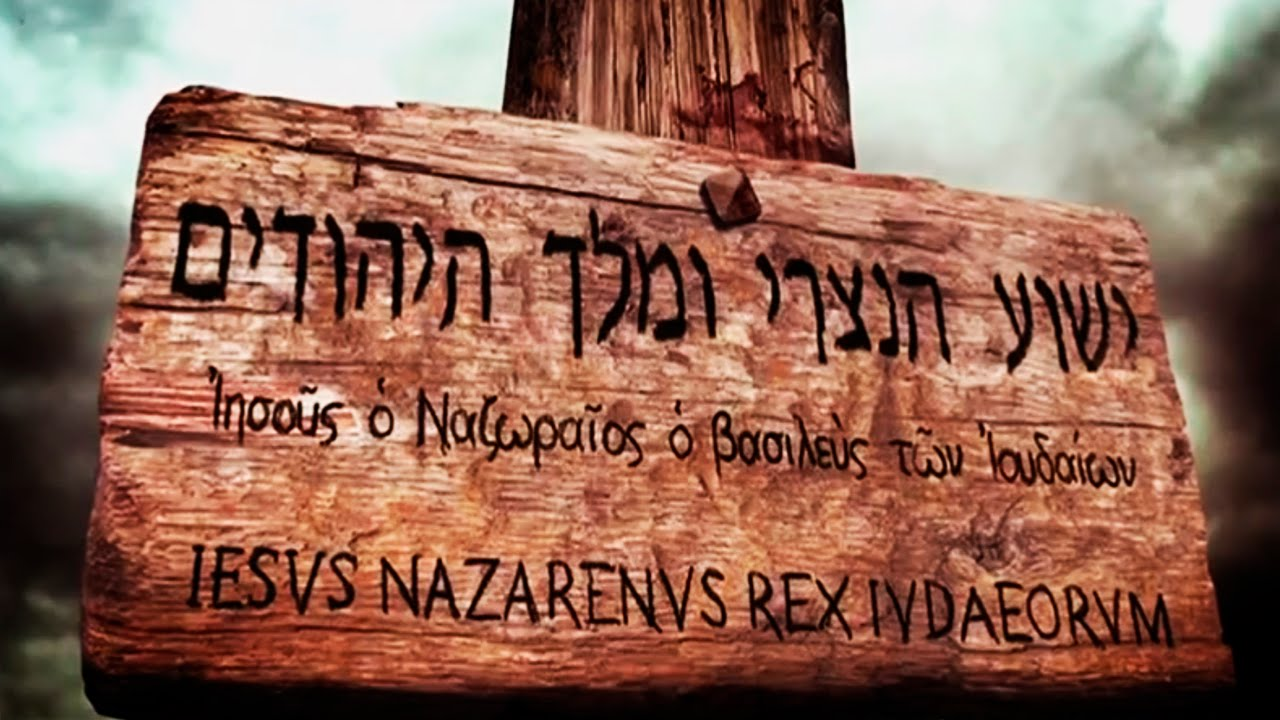 ישוע הנצרי ומלך היהודים
Ἰησοῦς ὁ Ναζωραῖος ὁ βασιλεὺς τῶν Ἰουδαίων
IESVS NAZARENVS REX IVDAEORVM